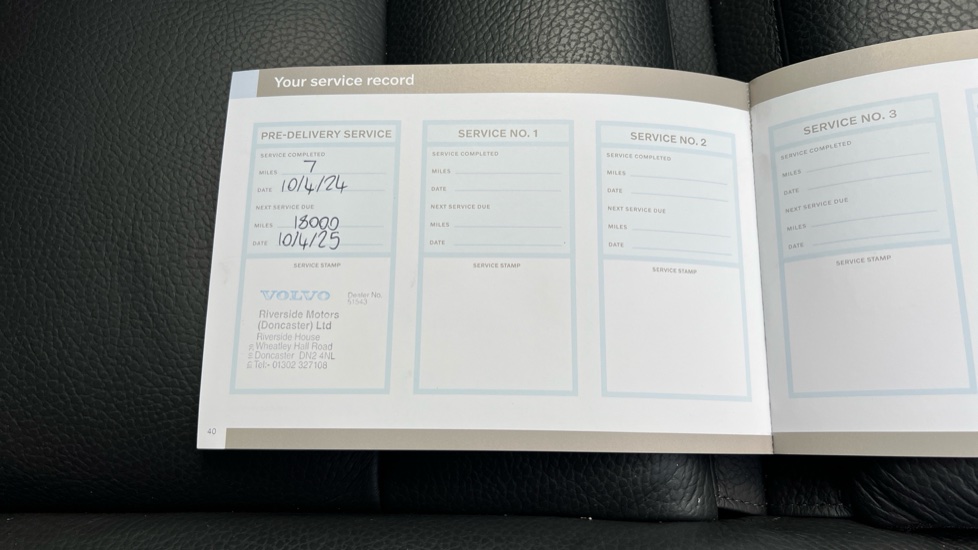 Your service record
PRE-DELIVERY SERVICE
SERVICE COMPLETED
MILES 7
DATE 10/4/24
NEXT SERVICE DUE
MILES 18000
DATE 10/4/25
SERVICE STAMP
VOLVO
Dealer No.
51543
Riverside Motors
(Doncaster) Ltd
Riverside House
Wheatley Hall Road
Doncaster DN2 4NL
Tel:- 01302 327108
SERVICE NO. 1
SERVICE COMPLETED
MILES
DATE
NEXT SERVICE DUE
MILES
DATE
SERVICE STAMP
SERVICE NO. 2
SERVICE COMPLETED
MILES
DATE
NEXT SERVICE DUE
MILES
DATE
SERVICE STAMP
SERVICE NO. 3
SERVICE COMPLETED
MILES
DATE
NEXT SERVICE DUE
MILES
DATE
SERVICE STAMP
40